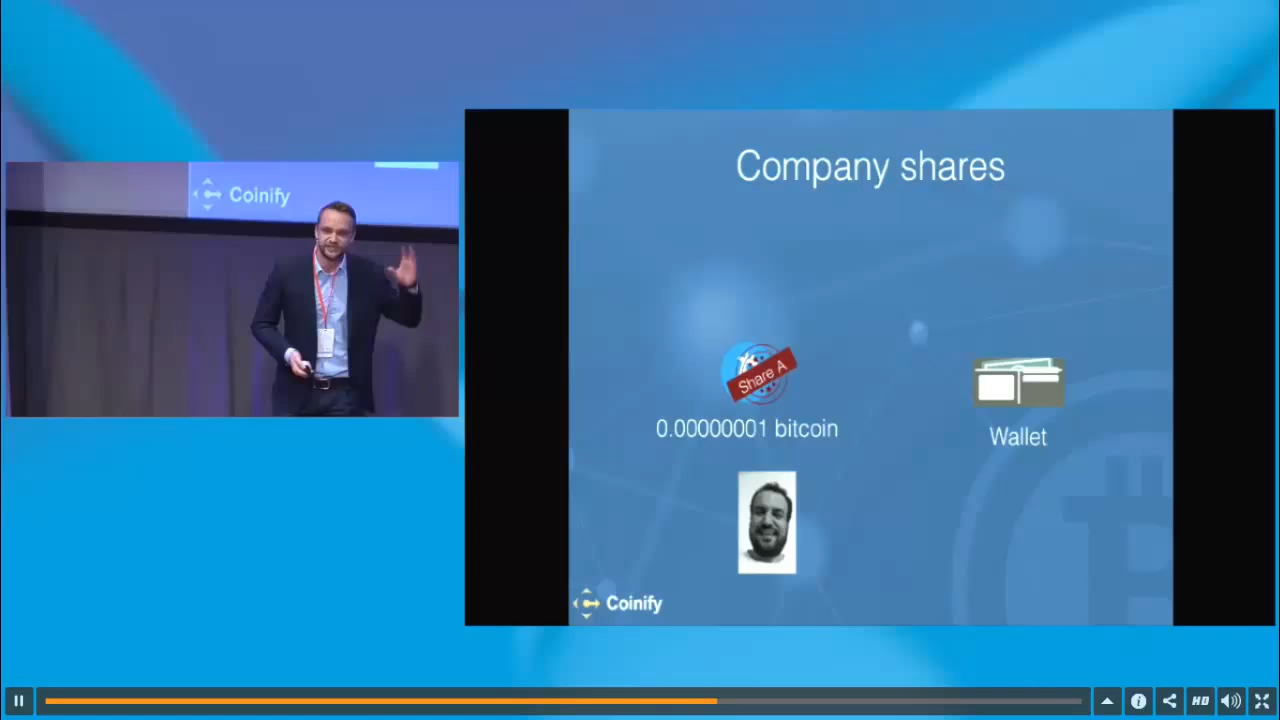 Coinify
Company shares
Share A
0.00000001 bitcoin
Wallet
Coinify
HD